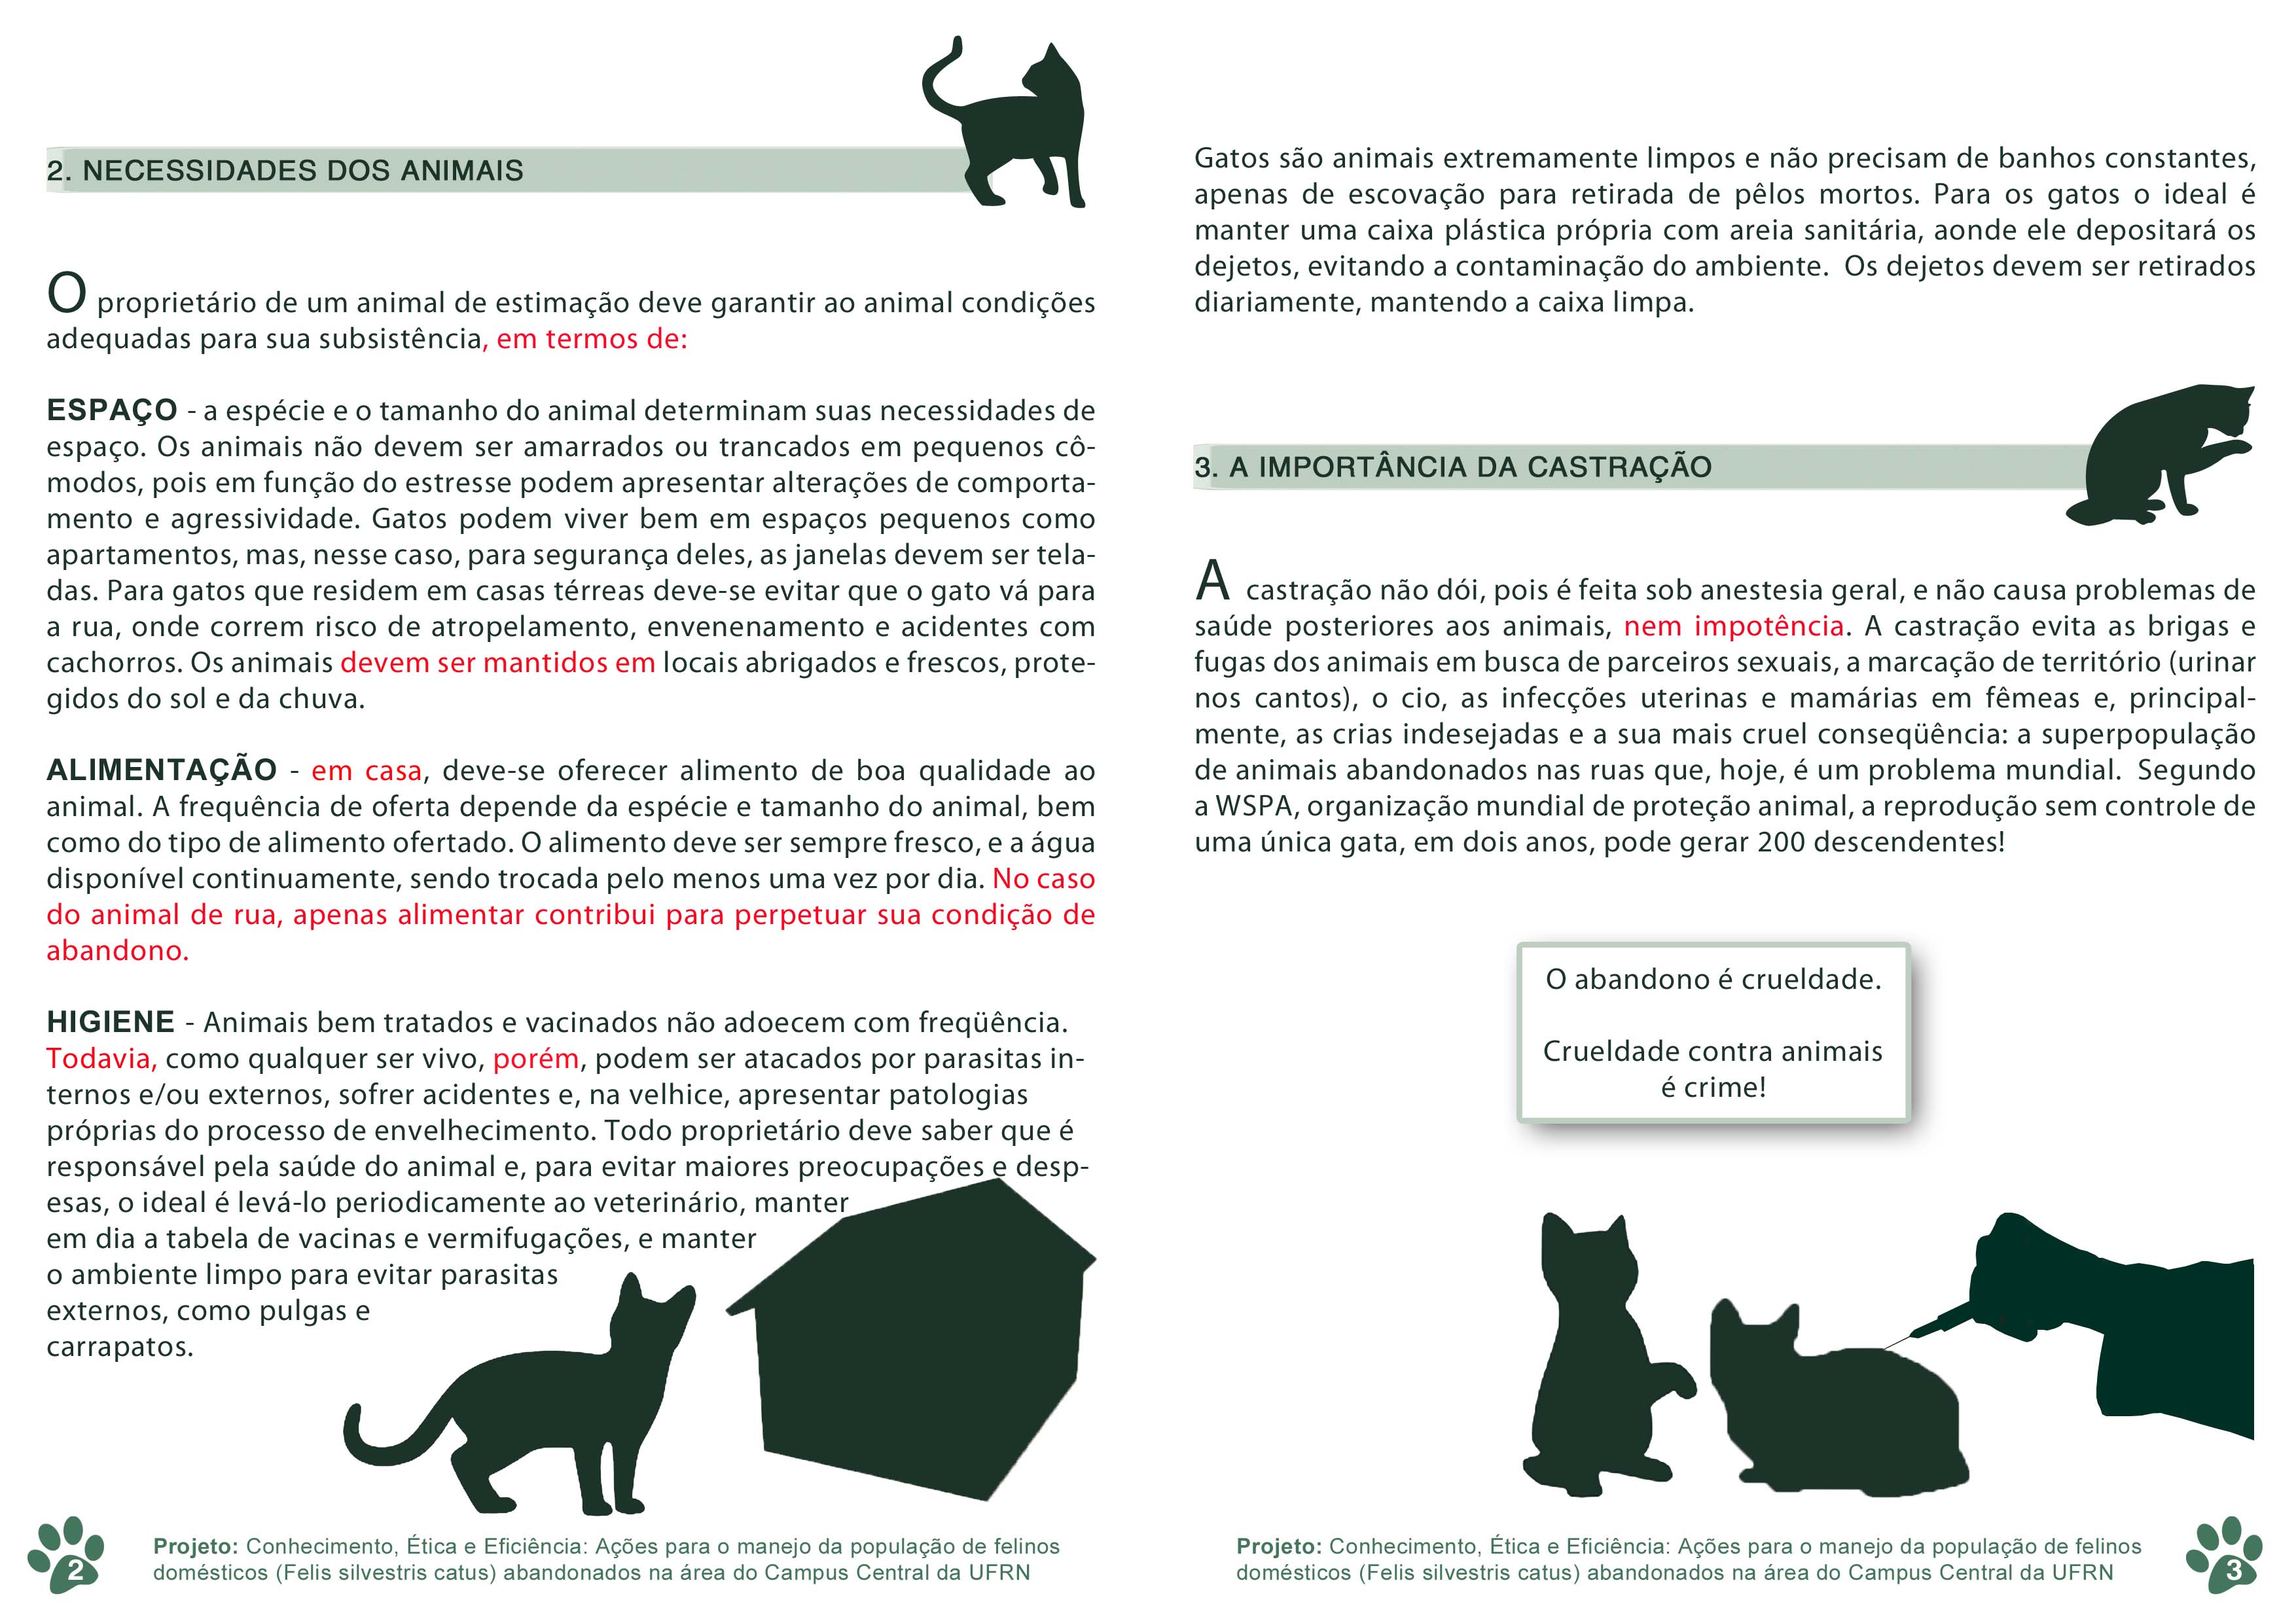 2. NECESSIDADES DOS ANIMAIS
O proprietário de um animal de estimação deve garantir ao animal condições
adequadas para sua subsistência, em termos de:
ESPAÇO - a espécie e o tamanho do animal determinam suas necessidades de
espaço. Os animais não devem ser amarrados ou trancados em pequenos cô-
modos, pois em função do estresse podem apresentar alterações de comporta-
mento e agressividade. Gatos podem viver bem em espaços pequenos como
apartamentos, mas, nesse caso, para segurança deles, as janelas devem ser tela-
das. Para gatos que residem em casas térreas deve-se evitar que o gato vá para
a rua, onde correm risco de atropelamento, envenenamento e acidentes com
cachorros. Os animais devem ser mantidos em locais abrigados e frescos, prote-
gidos do sol e da chuva.
ALIMENTAÇÃO - em casa, deve-se oferecer alimento de boa qualidade ao
animal. A frequência de oferta depende da espécie e tamanho do animal, bem
como do tipo de alimento ofertado. O alimento deve ser sempre fresco, e a água
disponível continuamente, sendo trocada pelo menos uma vez por dia. No caso
do animal de rua, apenas alimentar contribui para perpetuar sua condição de
abandono.
HIGIENE - Animais bem tratados e vacinados não adoecem com freqüência.
Todavia, como qualquer ser vivo, porém, podem ser atacados por parasitas in-
ternos e/ou externos, sofrer acidentes e, na velhice, apresentar patologias
próprias do processo de envelhecimento. Todo proprietário deve saber que é
responsável pela saúde do animal e, para evitar maiores preocupações e desp-
esas, o ideal é levá-lo periodicamente ao veterinário, manter
em dia a tabela de vacinas e vermifugações, e manter
o ambiente limpo para evitar parasitas
externos, como pulgas e
carrapatos.
2
Projeto: Conhecimento, Ética e Eficiência: Ações para o manejo da população de felinos
domésticos (Felis silvestris catus) abandonados na área do Campus Central da UFRN
Gatos são animais extremamente limpos e não precisam de banhos constantes,
apenas de escovação para retirada de pêlos mortos. Para os gatos o ideal é
manter uma caixa plástica própria com areia sanitária, aonde ele depositará os
dejetos, evitando a contaminação do ambiente. Os dejetos devem ser retirados
diariamente, mantendo a caixa limpa.
3. A IMPORTÂNCIA DA CASTRAÇÃO
A castração não dói, pois é feita sob anestesia geral, e não causa problemas de
saúde posteriores aos animais, nem impotência. A castração evita as brigas e
fugas dos animais em busca de parceiros sexuais, a marcação de território (urinar
nos cantos), o cio, as infecções uterinas e mamárias em fêmeas e, principal-
mente, as crias indesejadas e a sua mais cruel conseqüência: a superpopulação
de animais abandonados nas ruas que, hoje, é um problema mundial. Segundo
a WSPA, organização mundial de proteção animal, a reprodução sem controle de
uma única gata, em dois anos, pode gerar 200 descendentes!
O abandono é crueldade.
Crueldade contra animais
é crime!
Projeto: Conhecimento, Ética e Eficiência: Ações para o manejo da população de felinos
domésticos (Felis silvestris catus) abandonados na área do Campus Central da UFRN
3